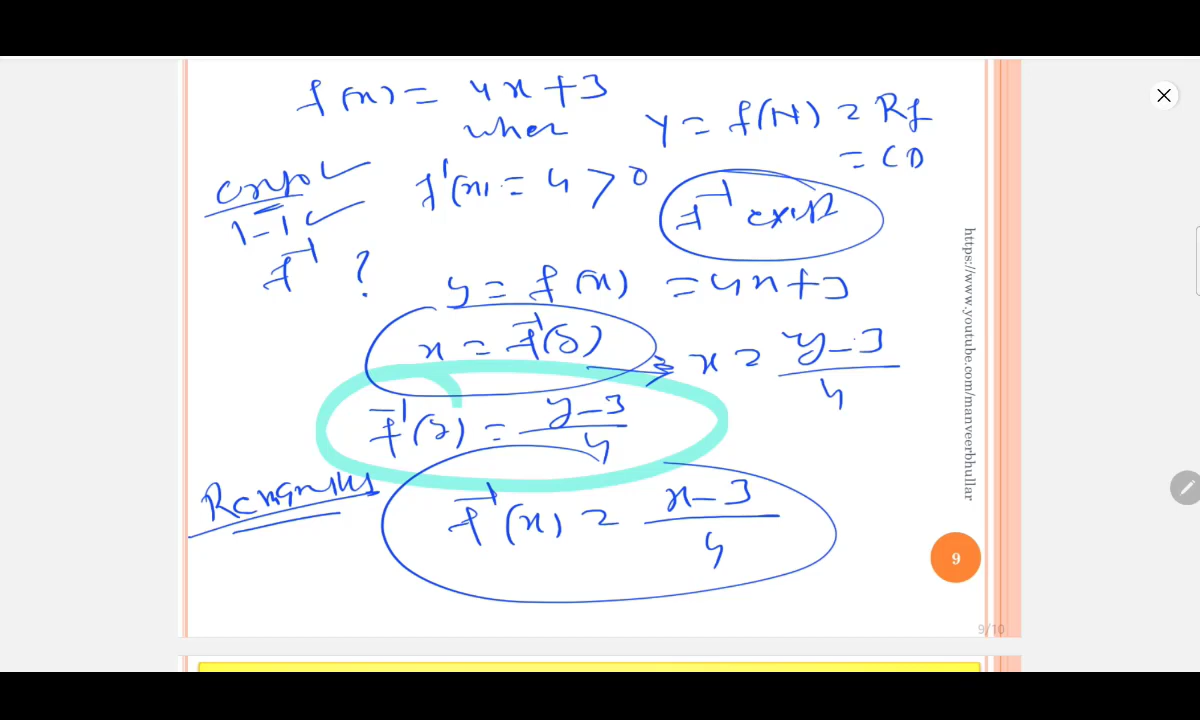 f(x) = 4x+3
when Y = f(N) = Rf
= CD
onto
1-1
f'(x) = 4 > 0
f⁻¹ exist
f⁻¹ ?
y = f(x) = 4x+3
x = f⁻¹(y) ⇒ x = (y-3)/4
f⁻¹(y) = (y-3)/4
f⁻¹(x) = (x-3)/4
https://www.youtube.com/manveerbhullar
9
9/10